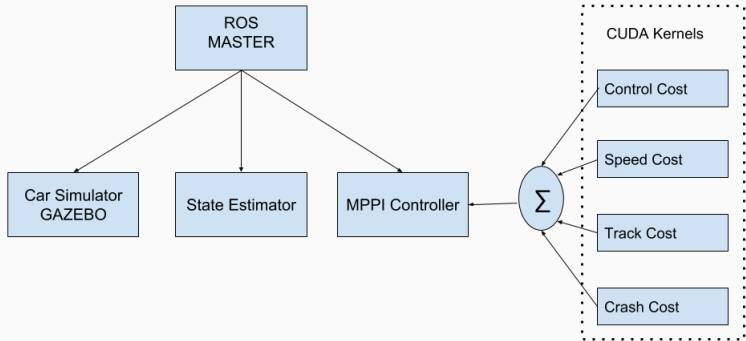 ROS
MASTER
CUDA Kernels
Control Cost
Speed Cost
Car Simulator
GAZEBO
State Estimator
MPPI Controller
Σ
Track Cost
Crash Cost